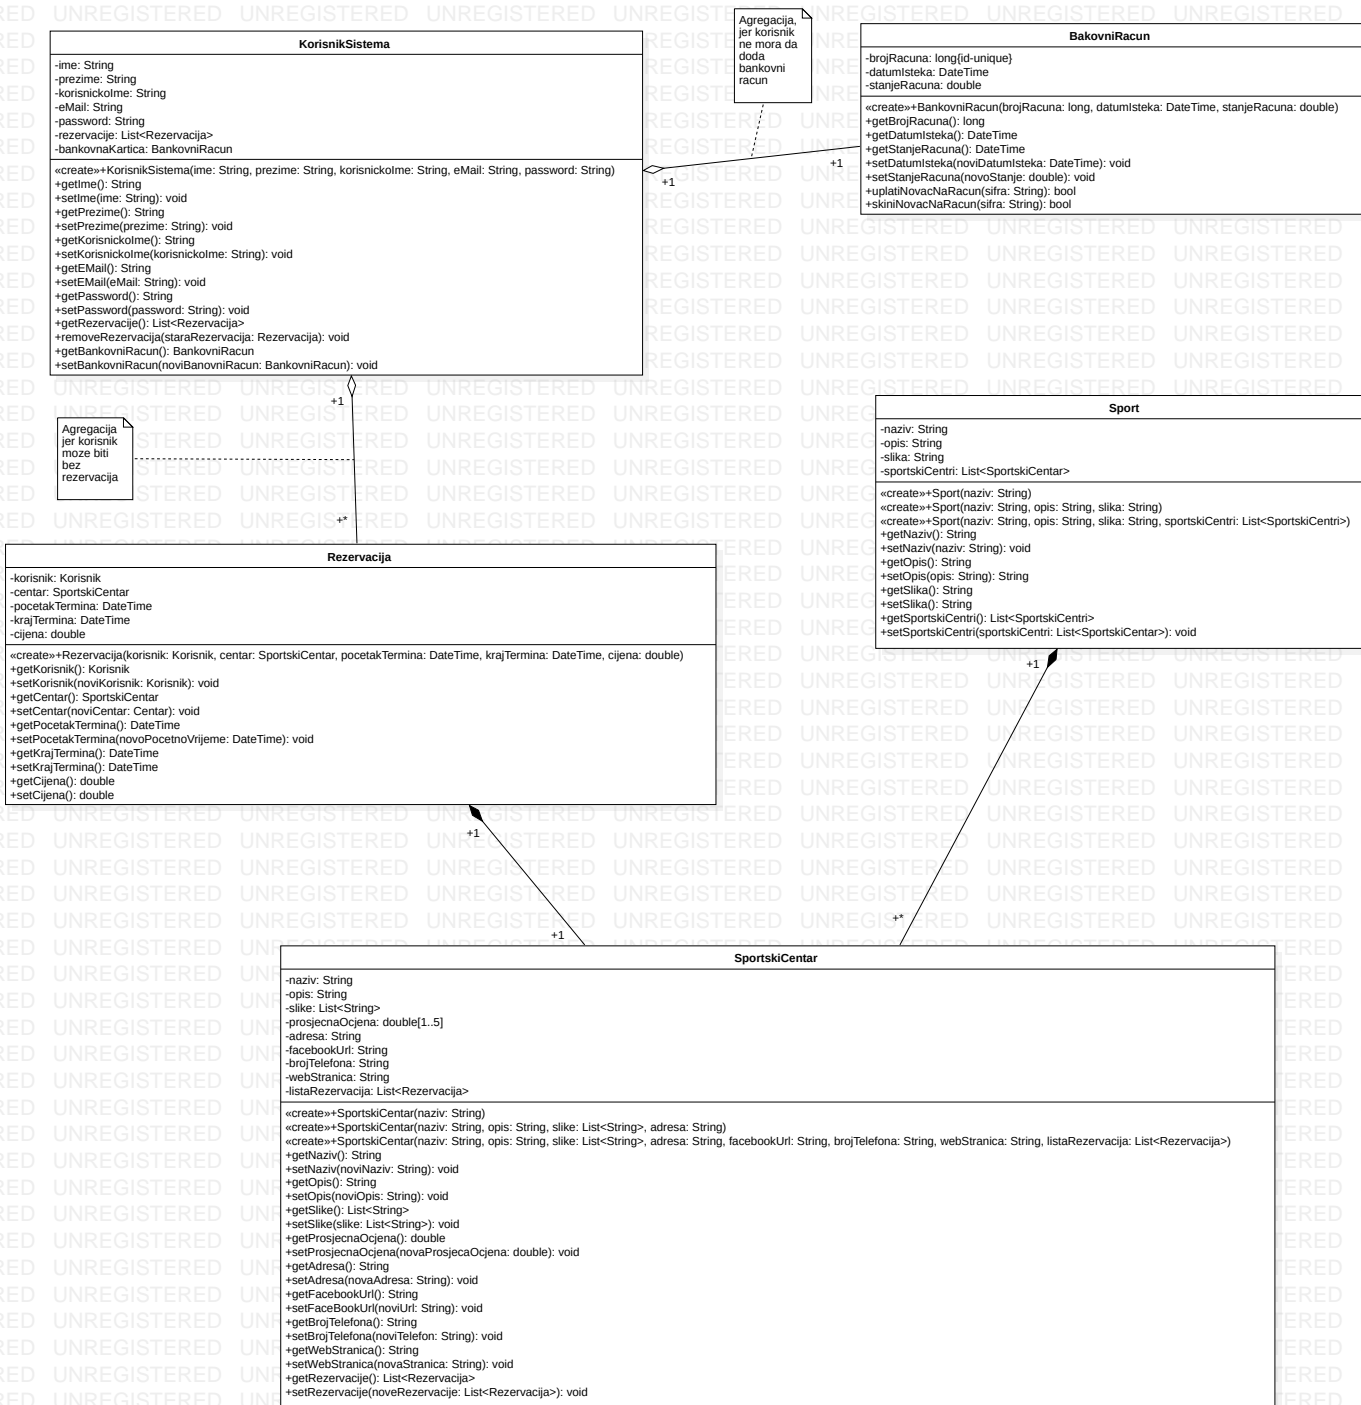 KorisnikSistema
-ime: String
-prezime: String
-korisnickoIme: String
-eMail: String
-password: String
-rezervacije: List<Rezervacija>
-bankovnaKartica: BankovniRacun
«create»+KorisnikSistema(ime: String, prezime: String, korisnickoIme: String, eMail: String, password: String)
+getIme(): String
+setIme(ime: String): void
+getPrezime(): String
+setPrezime(prezime: String): void
+getKorisnickoIme(): String
+setKorisnickoIme(korisnickoIme: String): void
+getEMail(): String
+setEMail(eMail: String): void
+getPassword(): String
+setPassword(password: String): void
+getRezervacije(): List<Rezervacija>
+removeRezervacija(staraRezervacija: Rezervacija): void
+getBankovniRacun(): BankovniRacun
+setBankovniRacun(noviBanovniRacun: BankovniRacun): void
Agregacija,
jer korisnik
ne mora da
doda
bankovni
racun
+1
+1
BakovniRacun
-brojRacuna: long{id-unique}
-datumIsteka: DateTime
-stanjeRacuna: double
«create»+BankovniRacun(brojRacuna: long, datumIsteka: DateTime, stanjeRacuna: double)
+getBrojRacuna(): long
+getDatumIsteka(): DateTime
+getStanjeRacuna(): DateTime
+setDatumIsteka(noviDatumIsteka: DateTime): void
+setStanjeRacuna(novoStanje: double): void
+uplatiNovacNaRacun(sifra: String): bool
+skiniNovacNaRacun(sifra: String): bool
+1
Agregacija
jer korisnik
moze biti
bez
rezervacija
+*
Sport
-naziv: String
-opis: String
-slika: String
-sportskiCentri: List<SportskiCentar>
«create»+Sport(naziv: String)
«create»+Sport(naziv: String, opis: String, slika: String)
«create»+Sport(naziv: String, opis: String, slika: String, sportskiCentri: List<SportskiCentri>)
+getNaziv(): String
+setNaziv(naziv: String): void
+getOpis(): String
+setOpis(opis: String): String
+getSlika(): String
+setSlika(): String
+getSportskiCentri(): List<SportskiCentri>
+setSportskiCentri(sportskiCentri: List<SportskiCentar>): void
Rezervacija
-korisnik: Korisnik
-centar: SportskiCentar
-pocetakTermina: DateTime
-krajTermina: DateTime
-cijena: double
«create»+Rezervacija(korisnik: Korisnik, centar: SportskiCentar, pocetakTermina: DateTime, krajTermina: DateTime, cijena: double)
+getKorisnik(): Korisnik
+setKorisnik(noviKorisnik: Korisnik): void
+getCentar(): SportskiCentar
+setCentar(noviCentar: Centar): void
+getPocetakTermina(): DateTime
+setPocetakTermina(novoPocetnoVrijeme: DateTime): void
+getKrajTermina(): DateTime
+setKrajTermina(): DateTime
+getCijena(): double
+setCijena(): double
+1
+1
+1
+*
SportskiCentar
-naziv: String
-opis: String
-slike: List<String>
-prosjecnaOcjena: double[1..5]
-adresa: String
-facebookUrl: String
-brojTelefona: String
-webStranica: String
-listaRezervacija: List<Rezervacija>
«create»+SportskiCentar(naziv: String)
«create»+SportskiCentar(naziv: String, opis: String, slike: List<String>, adresa: String)
«create»+SportskiCentar(naziv: String, opis: String, slike: List<String>, adresa: String, facebookUrl: String, brojTelefona: String, webStranica: String, listaRezervacija: List<Rezervacija>)
+getNaziv(): String
+setNaziv(noviNaziv: String): void
+getOpis(): String
+setOpis(noviOpis: String): void
+getSlike(): List<String>
+setSlike(slike: List<String>): void
+getProsjecnaOcjena(): double
+setProsjecnaOcjena(novaProsjecaOcjena: double): void
+getAdresa(): String
+setAdresa(novaAdresa: String): void
+getFacebookUrl(): String
+setFaceBookUrl(noviUrl: String): void
+getBrojTelefona(): String
+setBrojTelefona(noviTelefon: String): void
+getWebStranica(): String
+setWebStranica(novaStranica: String): void
+getRezervacije(): List<Rezervacija>
+setRezervacije(noveRezervacije: List<Rezervacija>): void